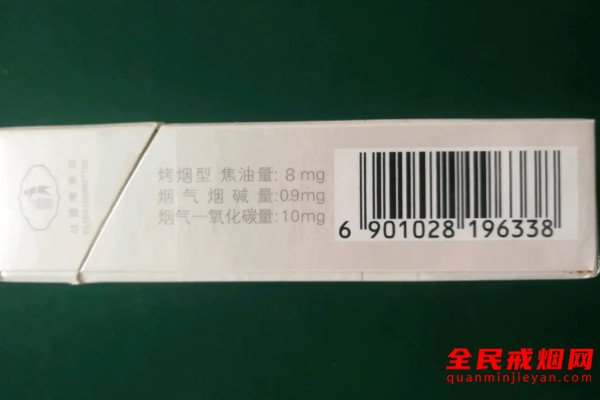 烤烟型 焦油量: 8 mg
烟气烟碱量: 0.9mg
烟气一氧化碳量: 10mg
6 901028 196338
全民戒烟网
quanminjieyan.com